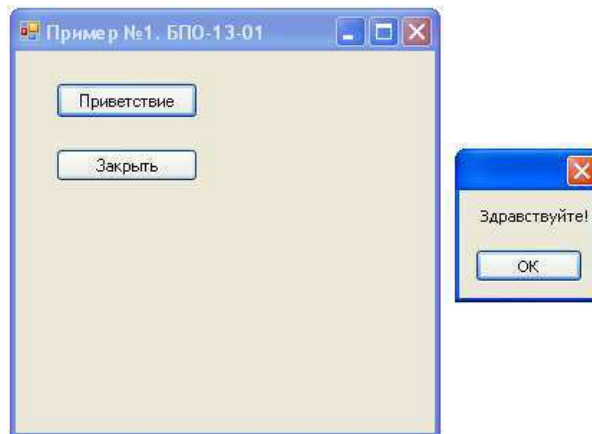 Пример №1. БПО-13-01
Приветствие
Закрыть
Здравствуйте!
OK